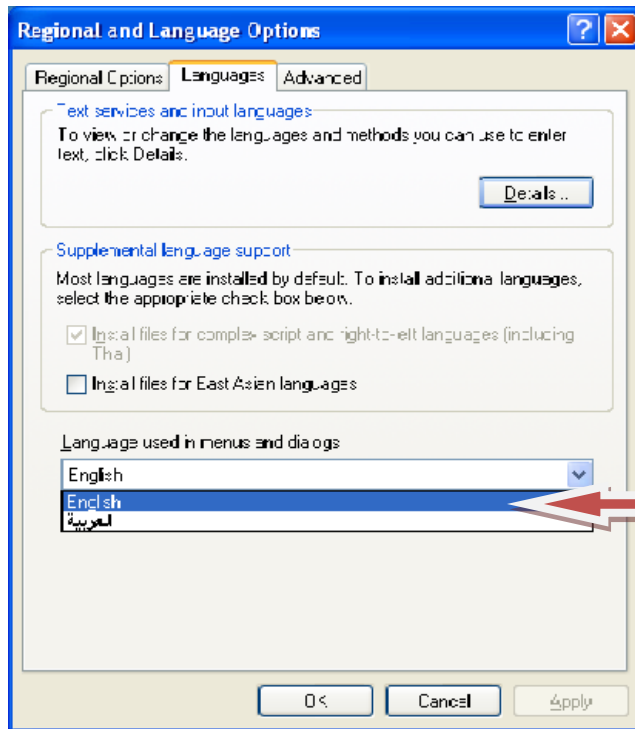 Regional and Language Options
Regional Options Languages Advanced
Text services and input languages
To view or change the languages and methods you can use to enter
text, click Details.
Details...
Supplemental language support
Most languages are installed by default. To install additional languages,
select the appropriate check box below.
Install files for complex script and right-to-left languages (including
Thai)
Install files for East Asian languages
Language used in menus and dialogs
English
English
العربية
OK Cancel Apply